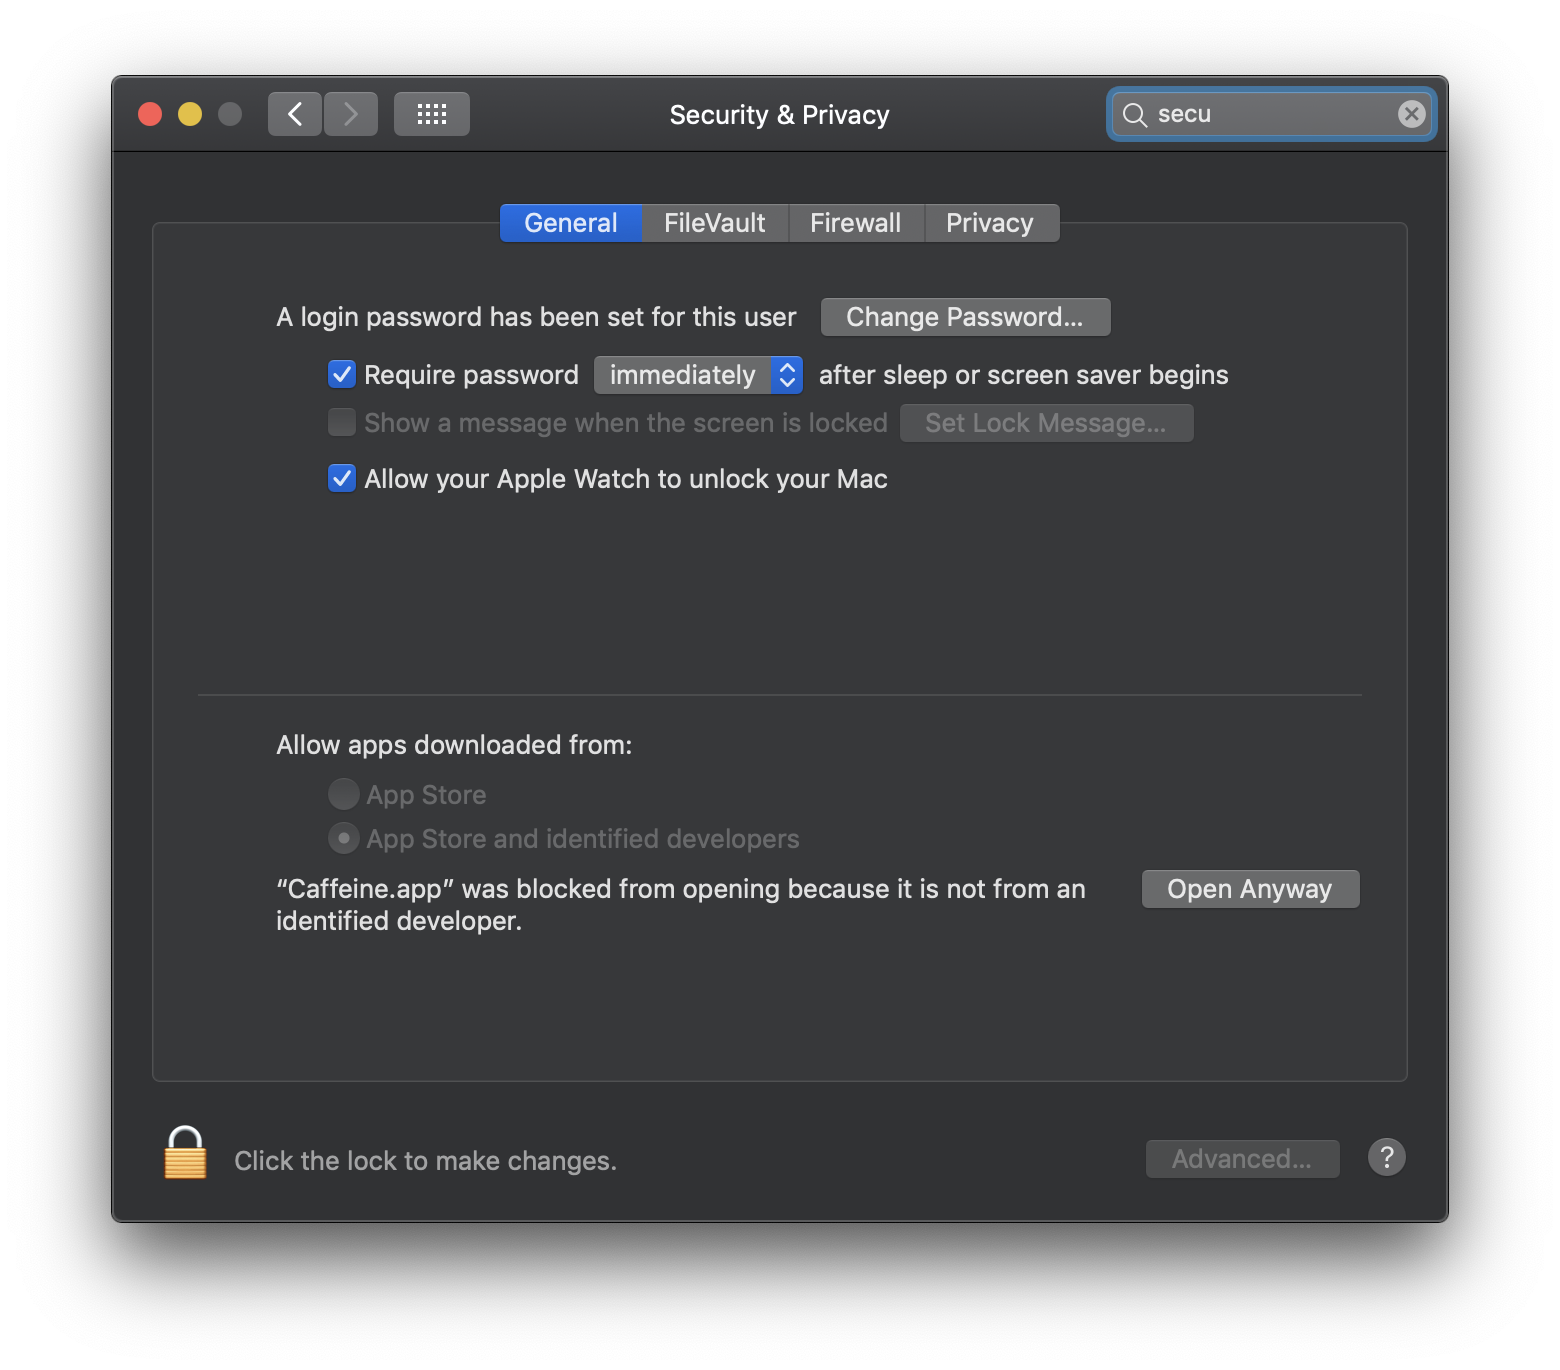 Security & Privacy
secu
General FileVault Firewall Privacy
A login password has been set for this user Change Password...
Require password immediately after sleep or screen saver begins
Show a message when the screen is locked Set Lock Message...
Allow your Apple Watch to unlock your Mac
Allow apps downloaded from:
App Store
App Store and identified developers
“Caffeine.app” was blocked from opening because it is not from an Open Anyway
identified developer.
Click the lock to make changes. Advanced... ?